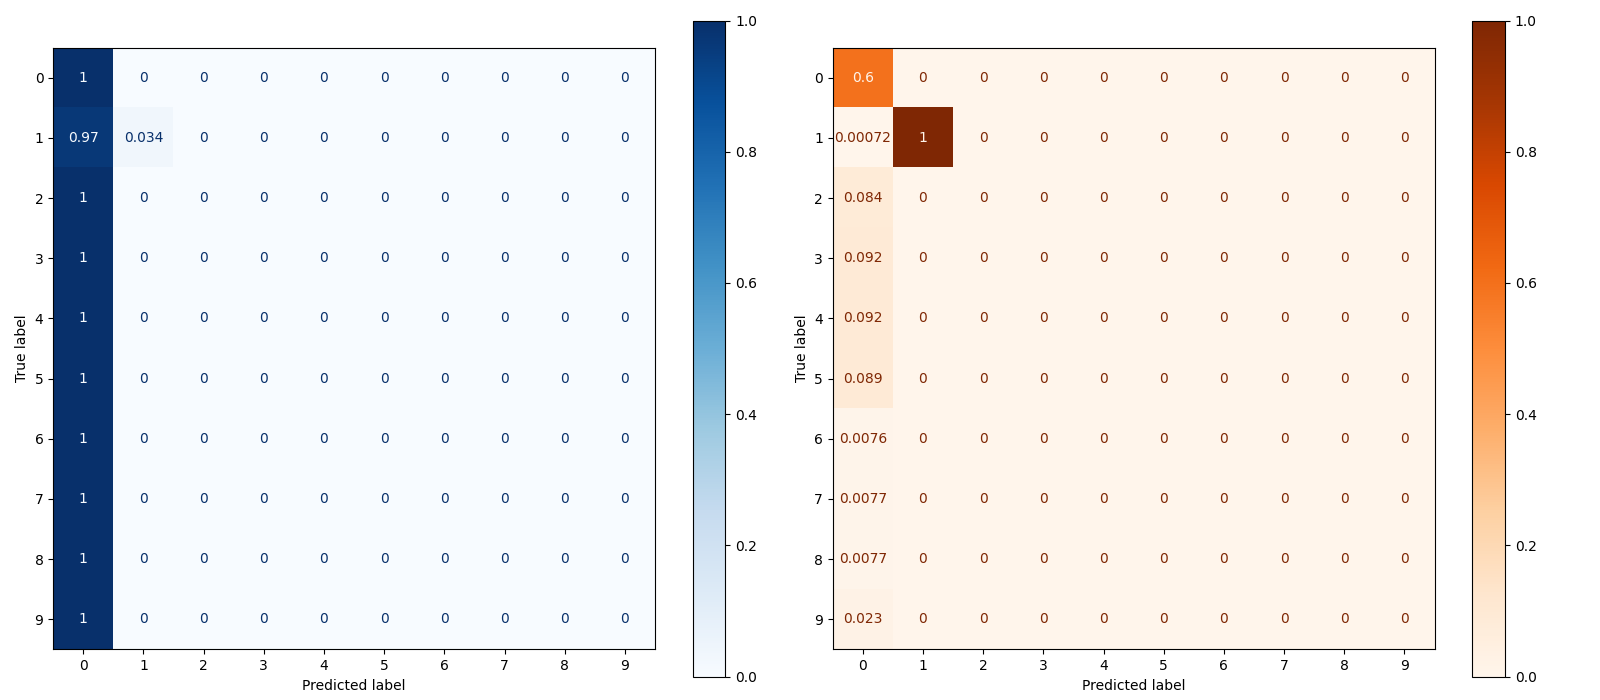 0 1 0 0 0 0 0 0 0 0 0
1 0.97 0.034 0 0 0 0 0 0 0 0
2 1 0 0 0 0 0 0 0 0 0
3 1 0 0 0 0 0 0 0 0 0
4 1 0 0 0 0 0 0 0 0 0
5 1 0 0 0 0 0 0 0 0 0
6 1 0 0 0 0 0 0 0 0 0
7 1 0 0 0 0 0 0 0 0 0
8 1 0 0 0 0 0 0 0 0 0
9 1 0 0 0 0 0 0 0 0 0
0 1 2 3 4 5 6 7 8 9
True label
Predicted label
1.0
0.8
0.6
0.4
0.2
0.0
0 0.6 0 0 0 0 0 0 0 0 0
1 0.00072 1 0 0 0 0 0 0 0 0
2 0.084 0 0 0 0 0 0 0 0 0
3 0.092 0 0 0 0 0 0 0 0 0
4 0.092 0 0 0 0 0 0 0 0 0
5 0.089 0 0 0 0 0 0 0 0 0
6 0.0076 0 0 0 0 0 0 0 0 0
7 0.0077 0 0 0 0 0 0 0 0 0
8 0.0077 0 0 0 0 0 0 0 0 0
9 0.023 0 0 0 0 0 0 0 0 0
0 1 2 3 4 5 6 7 8 9
True label
Predicted label
1.0
0.8
0.6
0.4
0.2
0.0